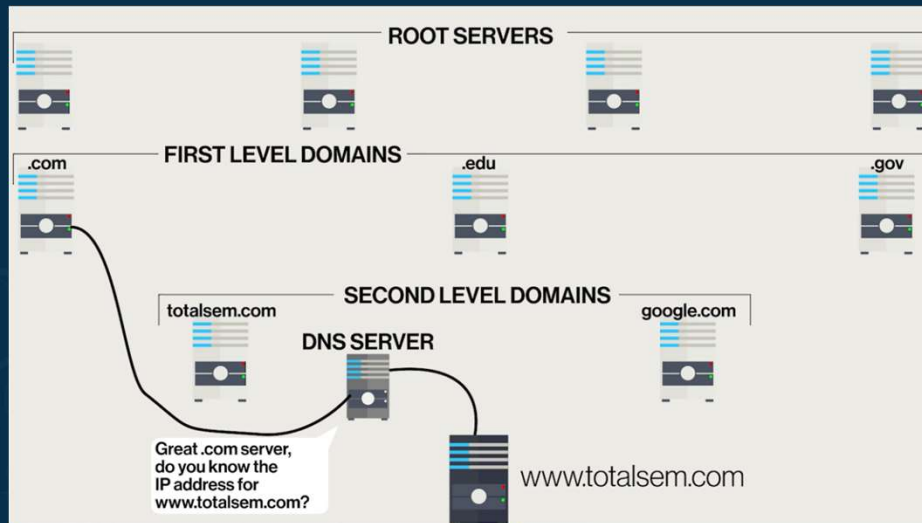 ROOT SERVERS
FIRST LEVEL DOMAINS
.com
.edu
.gov
SECOND LEVEL DOMAINS
totalsem.com
google.com
DNS SERVER
Great .com server,
do you know the
IP address for
www.totalsem.com?
www.totalsem.com